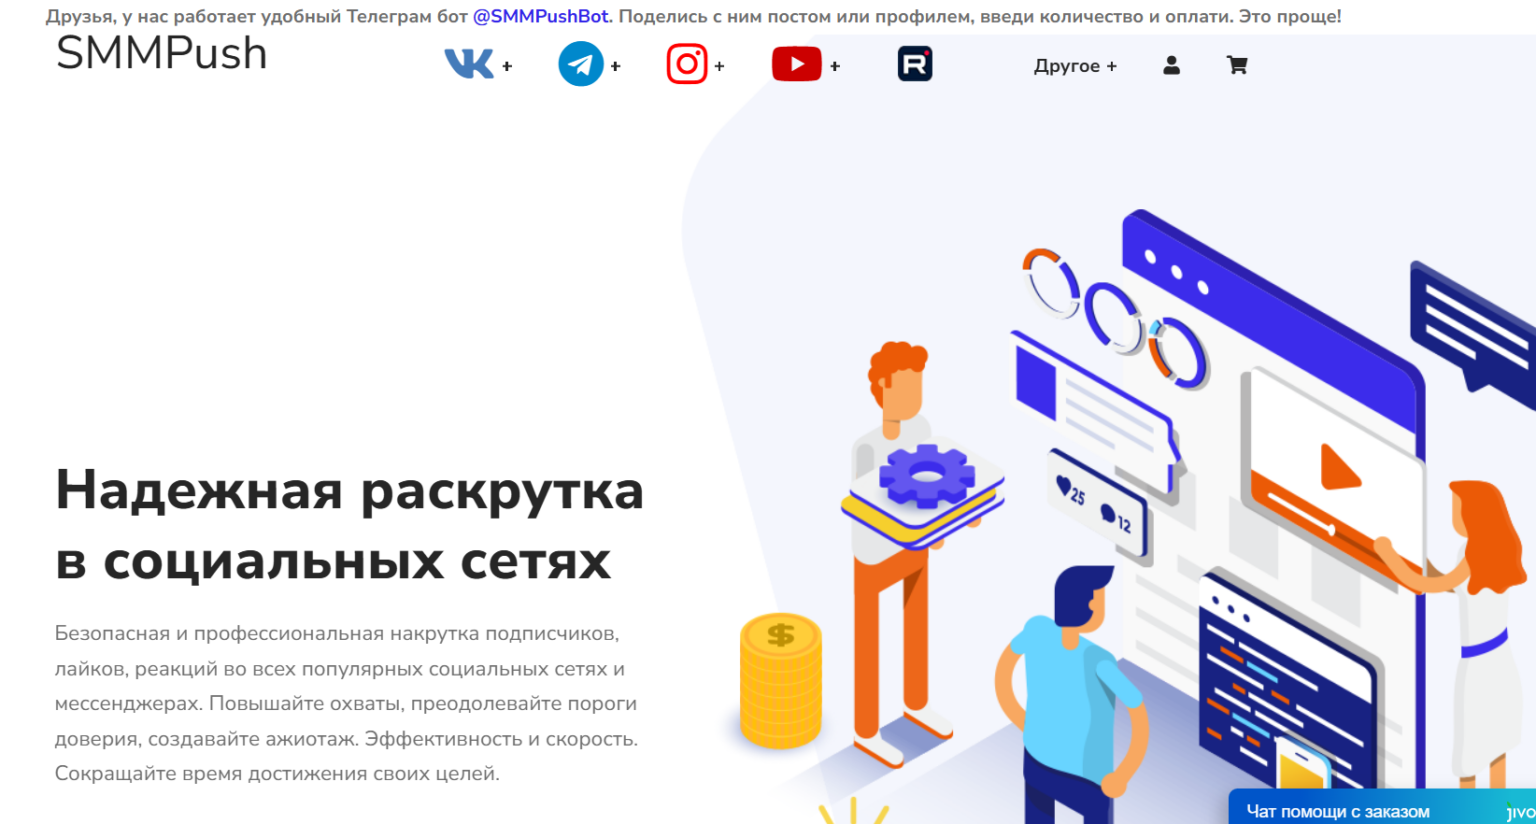 Друзья, у нас работает удобный Телеграм бот @SMMPushBot. Поделись с ним постом или профилем, введи количество и оплати. Это проще!
SMMPush
+ + + + R Другое +
Надежная раскрутка
в социальных сетях
Безопасная и профессиональная накрутка подписчиков,
лайков, реакций во всех популярных социальных сетях и
мессенджерах. Повышайте охваты, преодолевайте пороги
доверия, создавайте ажиотаж. Эффективность и скорость.
Сокращайте время достижения своих целей.
25
12
$
Чат помощи с заказом jivo